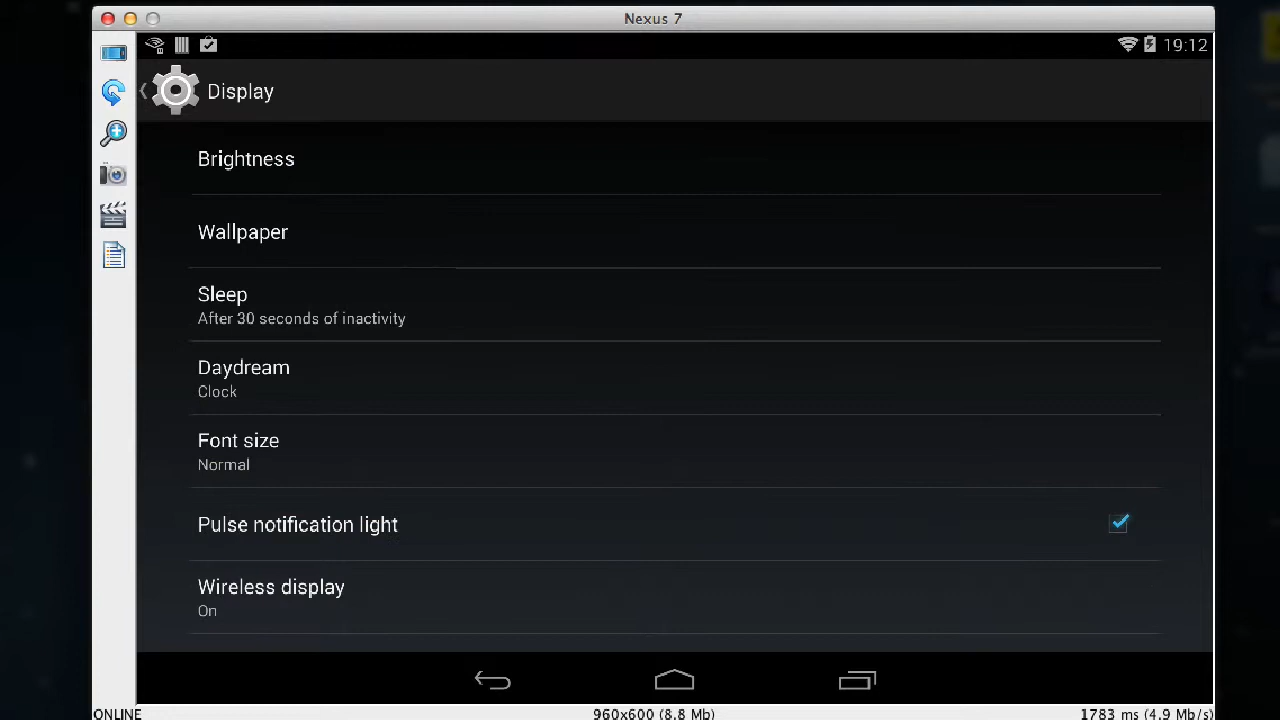 Nexus 7
19:12
Display
Brightness
Wallpaper
Sleep
After 30 seconds of inactivity
Daydream
Clock
Font size
Normal
Pulse notification light
Wireless display
On
ONLINE
960x600 (8.8 Mb)
1783 ms (4.9 Mb/s)